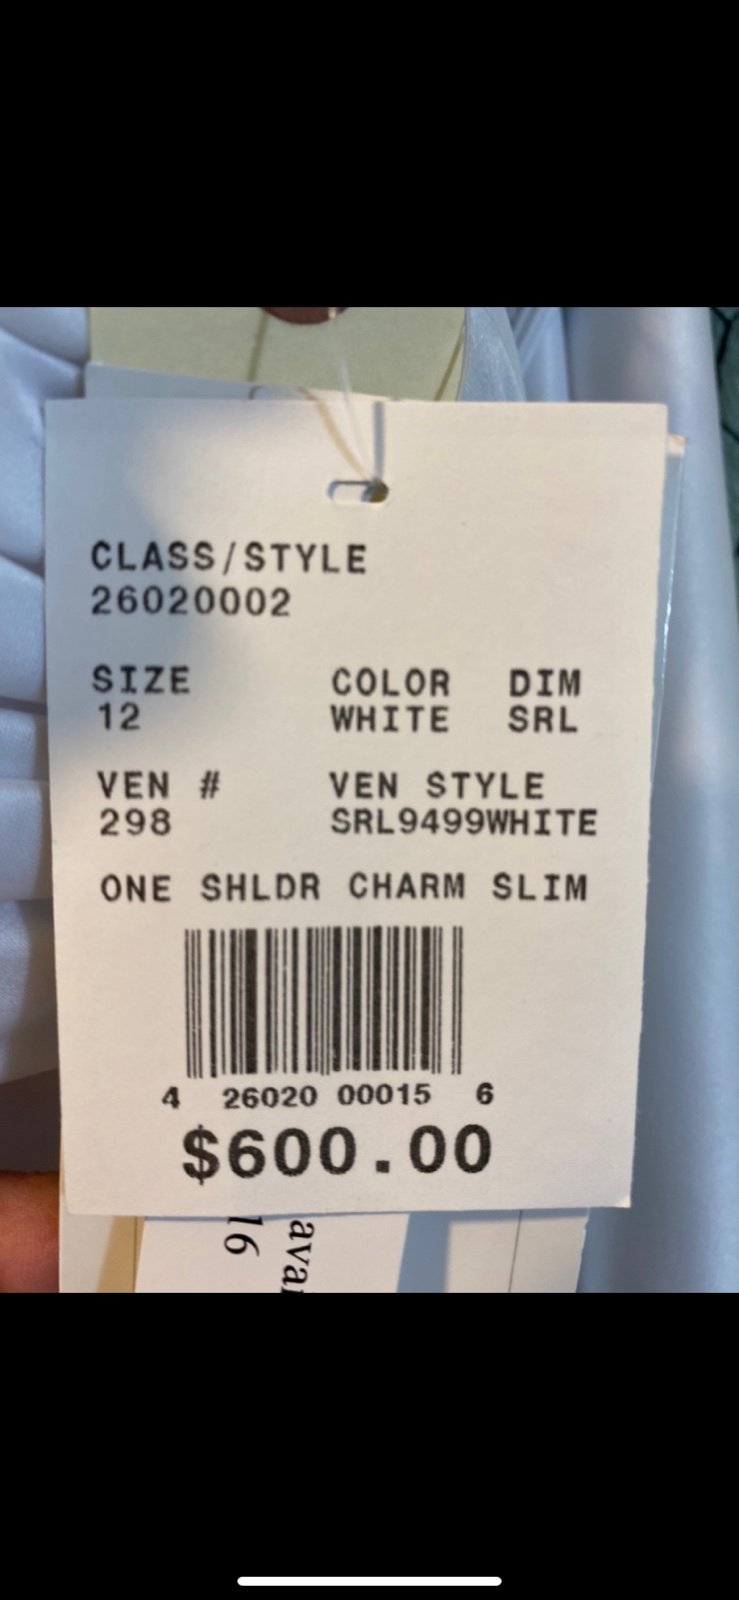 CLASS/STYLE
26020002
SIZE COLOR DIM
12 WHITE SRL
VEN # VEN STYLE
298 SRL9499WHITE
ONE SHLDR CHARM SLIM
4 26020 00015 6
$600.00
16